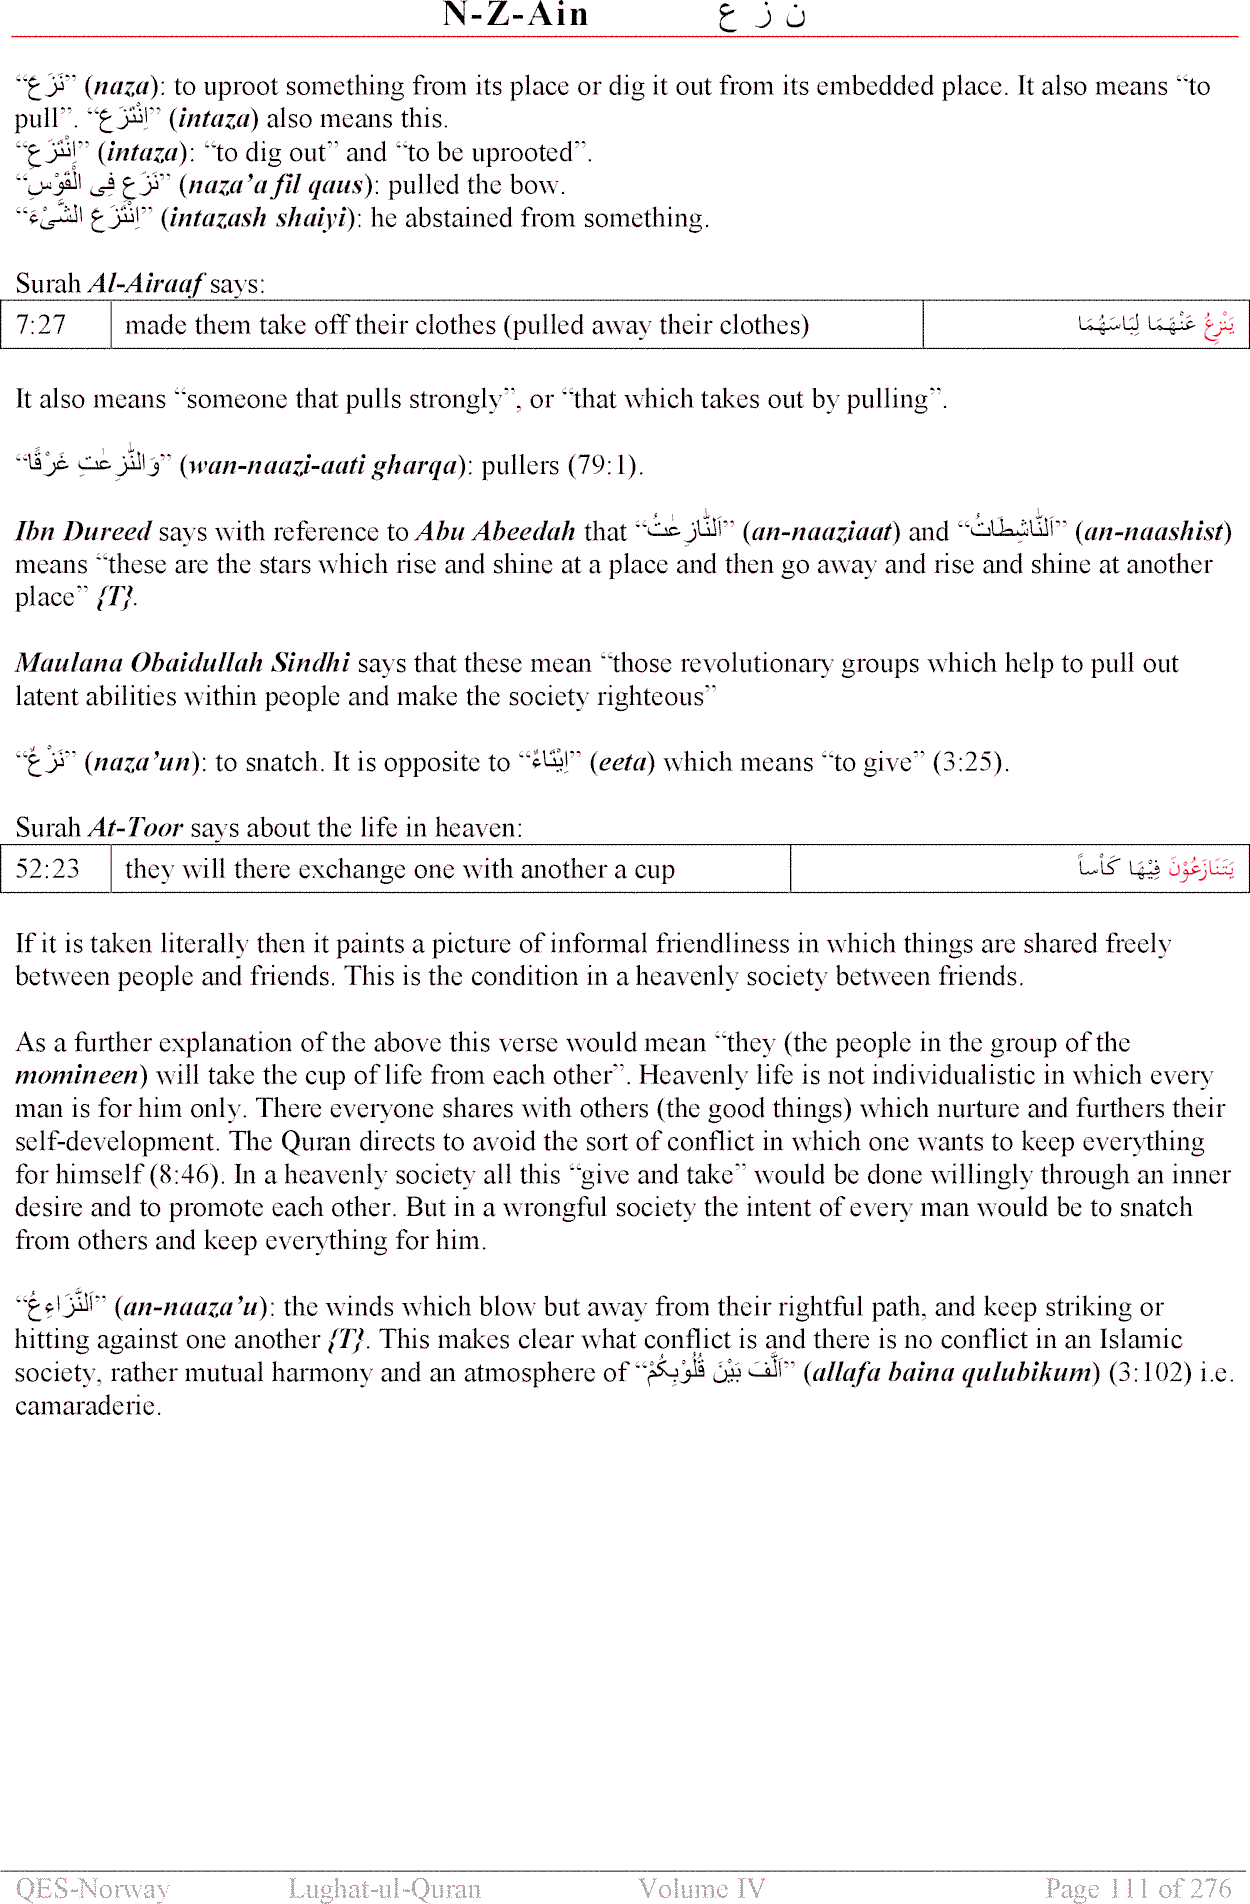 N-Z-Ain ن ز ع
“نَزَعَ” (naza): to uproot something from its place or dig it out from its embedded place. It also means “to
pull”. “اِنْتَزَعَ” (intaza) also means this.
“اِنْتَزَعَ” (intaza): “to dig out” and “to be uprooted”.
“نَزَعَ فِی الْقَوْسِ” (naza’a fil qaus): pulled the bow.
“اِنْتَزَعَ الشَّیْءَ” (intazash shaiyi): he abstained from something.
Surah Al-Airaaf says:
7:27 made them take off their clothes (pulled away their clothes) يَنْزِعُ عَنْهُمَا لِبَاسَهُمَا
It also means “someone that pulls strongly”, or “that which takes out by pulling”.
“وَالنّٰزِعٰتِ غَرْقًا” (wan-naazi-aati gharqa): pullers (79:1).
Ibn Dureed says with reference to Abu Abeedah that “اَلنَّازِعٰتُ” (an-naaziaat) and “اَلنَّاشِطَاتُ” (an-naashist)
means “these are the stars which rise and shine at a place and then go away and rise and shine at another
place” {T}.
Maulana Obaidullah Sindhi says that these mean “those revolutionary groups which help to pull out
latent abilities within people and make the society righteous”
“نَزْعٌ” (naza’un): to snatch. It is opposite to “اِيْتَاءٌ” (eeta) which means “to give” (3:25).
Surah At-Toor says about the life in heaven:
52:23 they will there exchange one with another a cup يَتَنَازَعُوْنَ فِيْهَا كَأْساً
If it is taken literally then it paints a picture of informal friendliness in which things are shared freely
between people and friends. This is the condition in a heavenly society between friends.
As a further explanation of the above this verse would mean “they (the people in the group of the
momineen) will take the cup of life from each other”. Heavenly life is not individualistic in which every
man is for him only. There everyone shares with others (the good things) which nurture and furthers their
self-development. The Quran directs to avoid the sort of conflict in which one wants to keep everything
for himself (8:46). In a heavenly society all this “give and take” would be done willingly through an inner
desire and to promote each other. But in a wrongful society the intent of every man would be to snatch
from others and keep everything for him.
“اَلنَّزَاءِعُ” (an-naaza’u): the winds which blow but away from their rightful path, and keep striking or
hitting against one another {T}. This makes clear what conflict is and there is no conflict in an Islamic
society, rather mutual harmony and an atmosphere of “اَلَّفَ بَيْنَ قُلُوْبِكُمْ” (allafa baina qulubikum) (3:102) i.e.
camaraderie.
QES-Norway Lughat-ul-Quran Volume IV Page 111 of 276